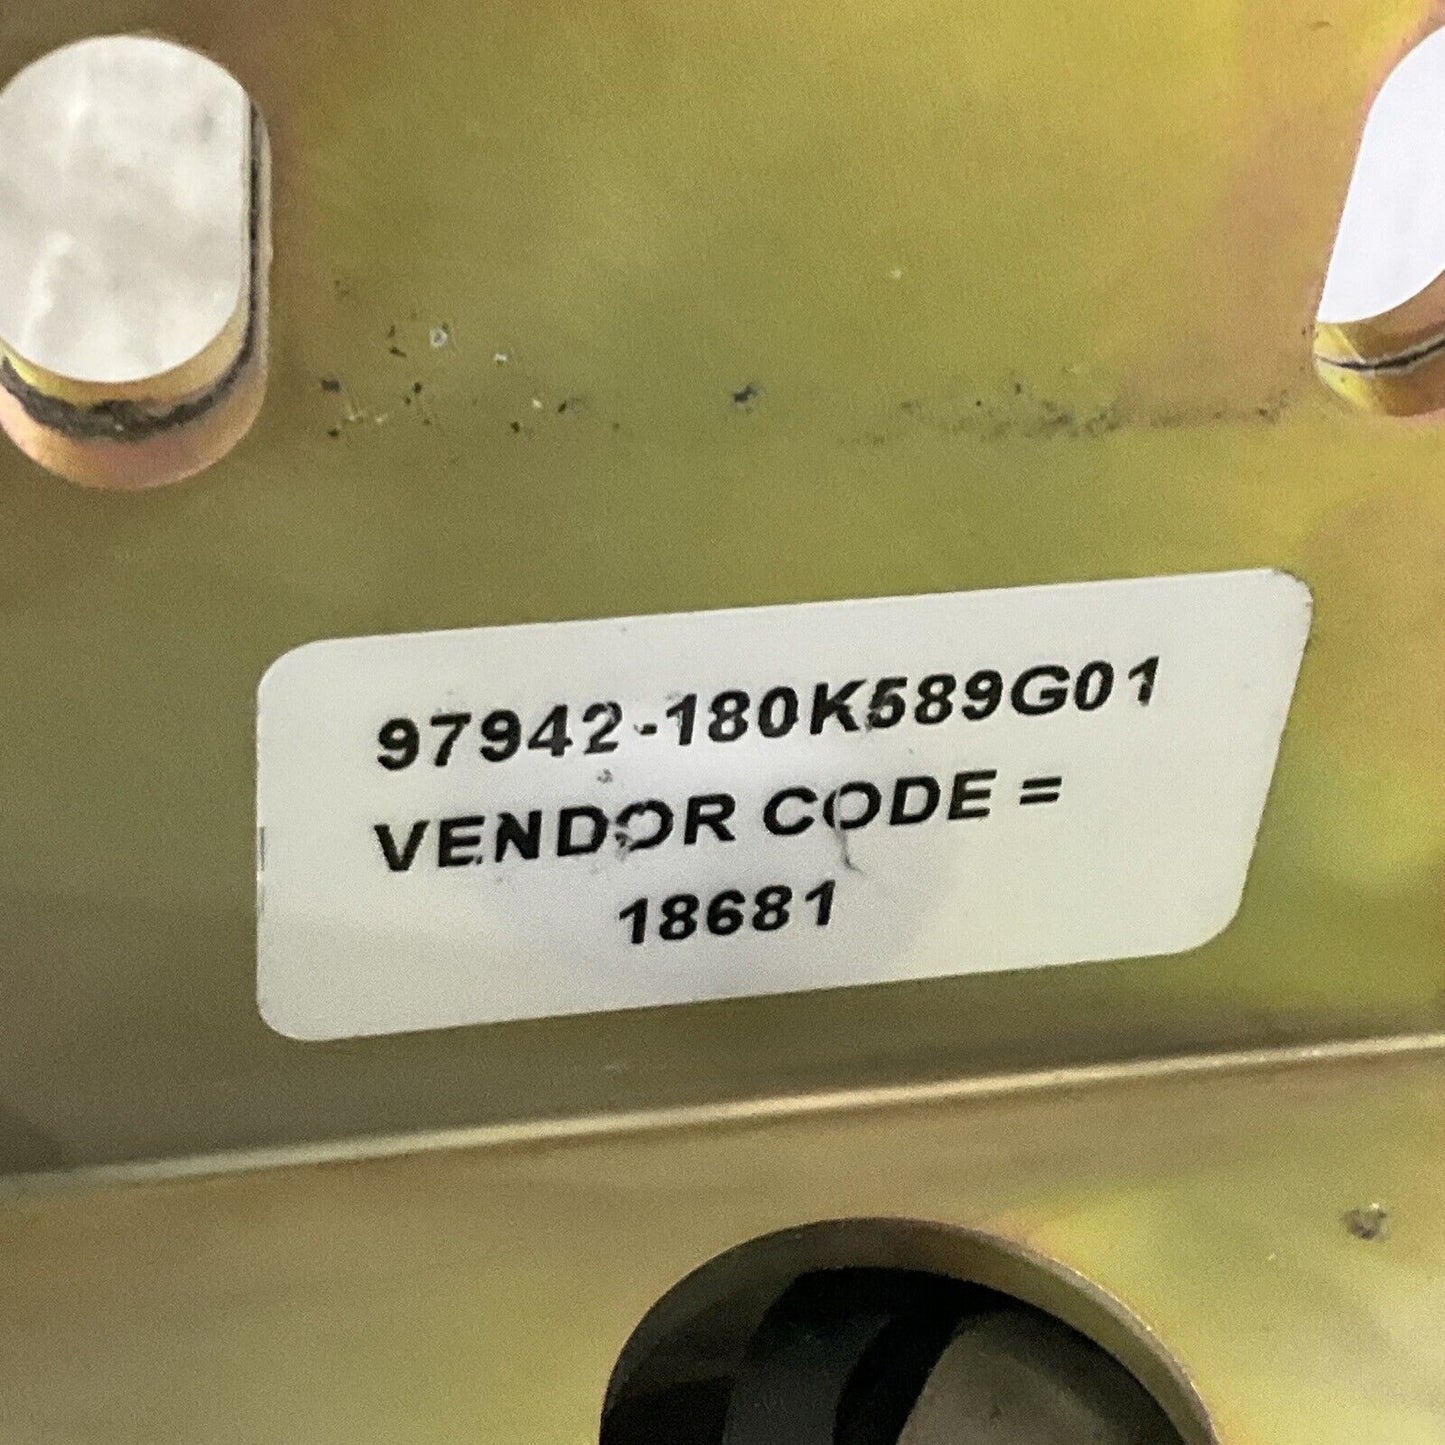 97942-180K589G01
VENDOR CODE =
18681